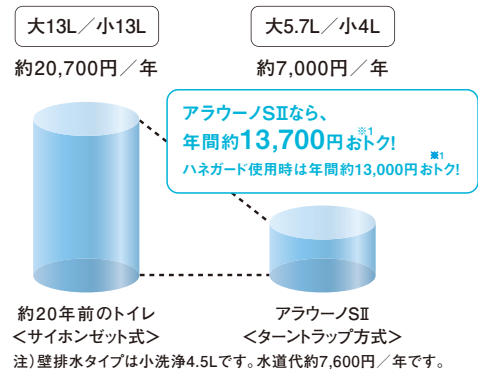 大13L／小13L
大5.7L／小4L
約20,700円／年
約7,000円／年
アラウーノSⅡなら、
年間約13,700円おトク!※1
ハネガード使用時は年間約13,000円おトク!※1
約20年前のトイレ
＜サイホンゼット式＞
アラウーノSⅡ
＜ターントラップ方式＞
注）壁排水タイプは小洗浄4.5Lです。水道代約7,600円／年です。